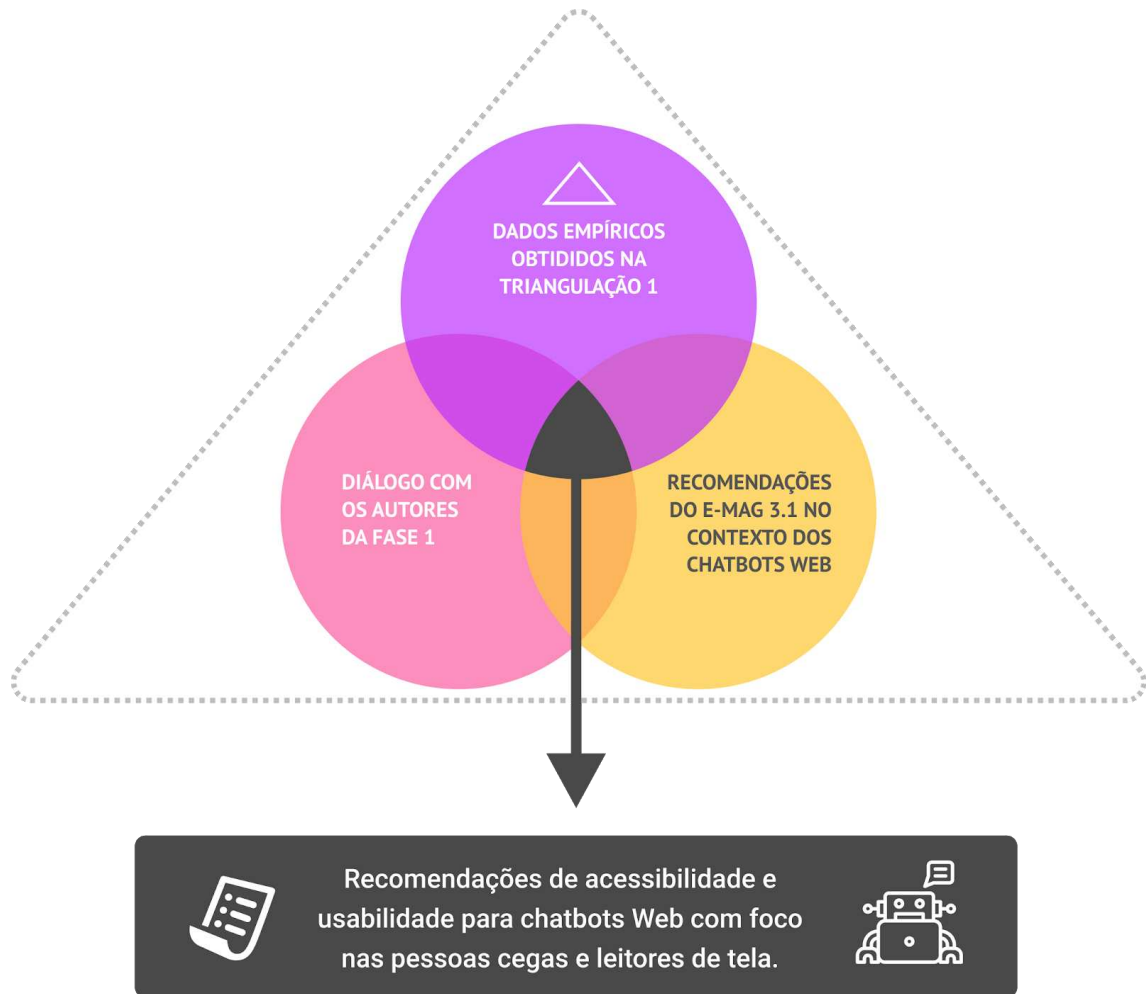 DADOS EMPÍRICOS
OBTIDIDOS NA
TRIANGULAÇÃO 1
DIÁLOGO COM
OS AUTORES
DA FASE 1
RECOMENDAÇÕES
DO E-MAG 3.1 NO
CONTEXTO DOS
CHATBOTS WEB
Recomendações de acessibilidade e
usabilidade para chatbots Web com foco
nas pessoas cegas e leitores de tela.